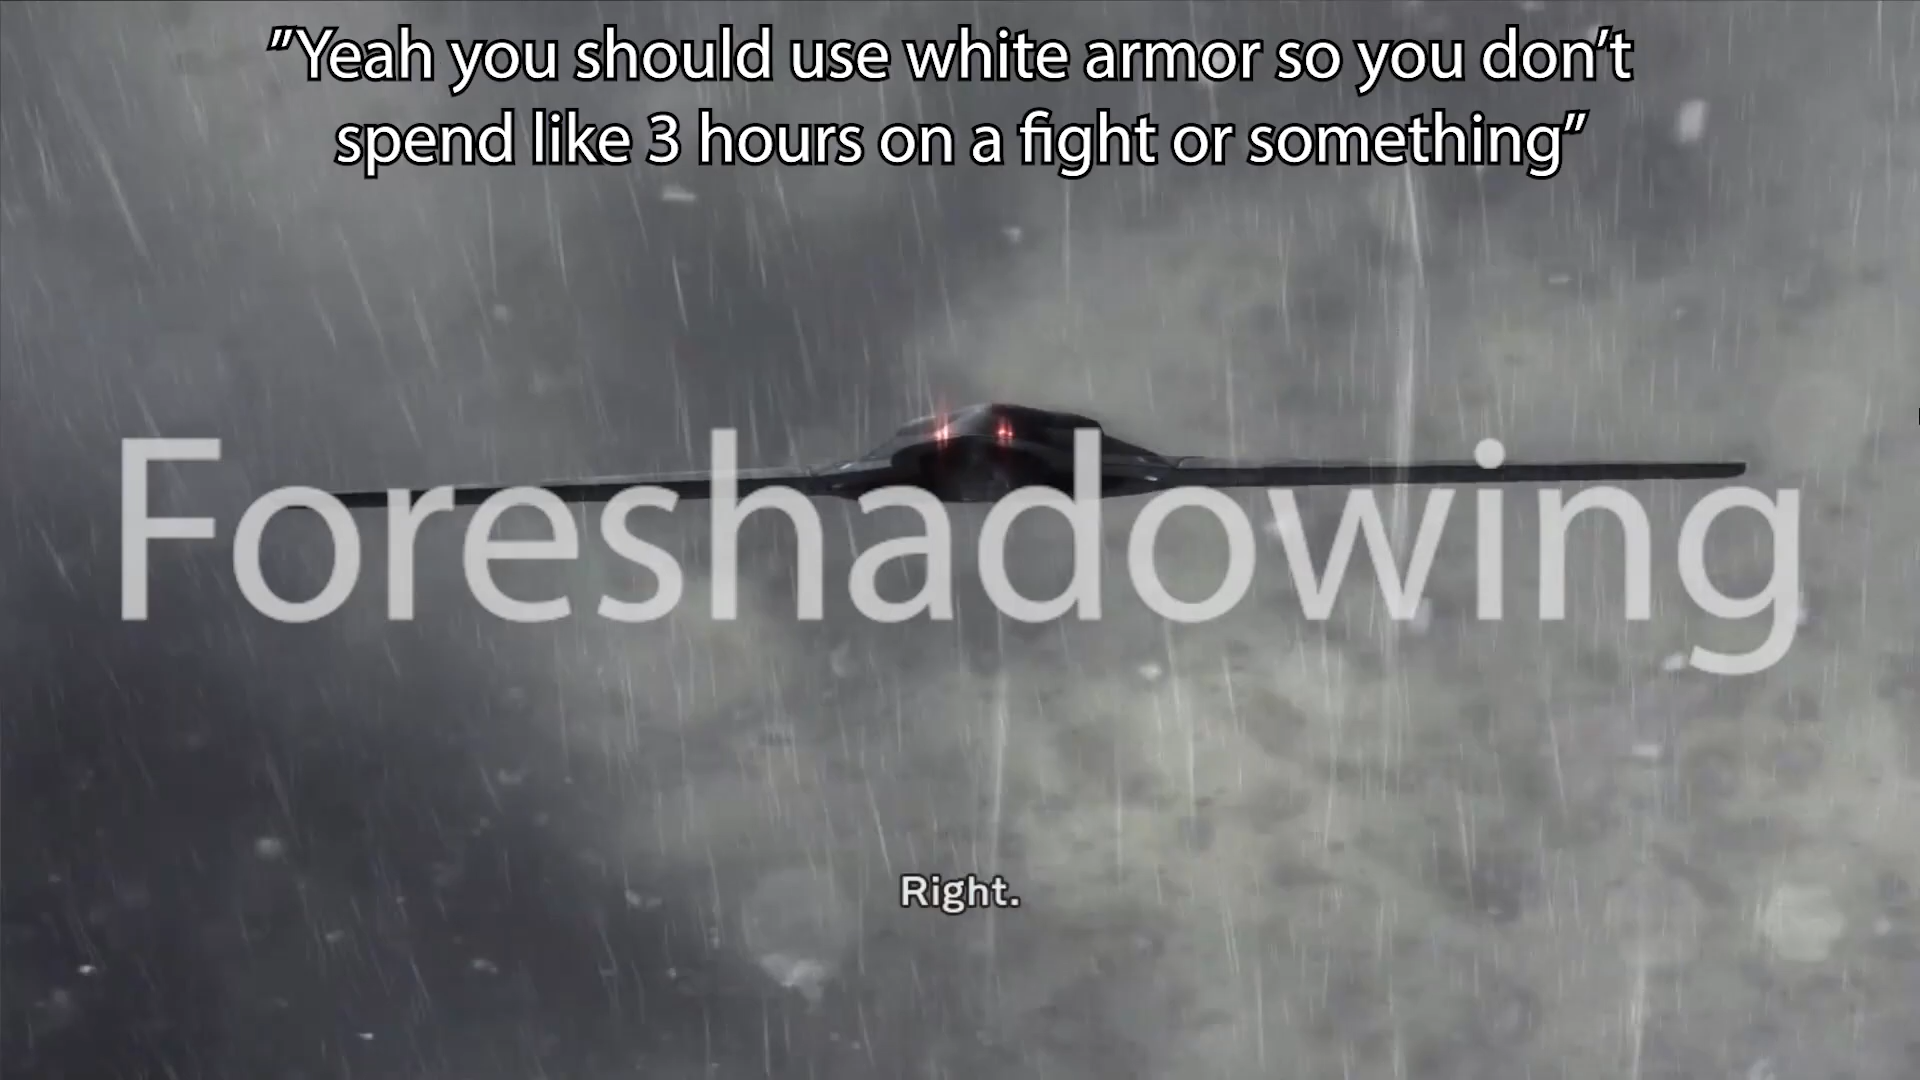 "Yeah you should use white armor so you don't
spend like 3 hours on a fight or something"
Foreshadowing
Right.